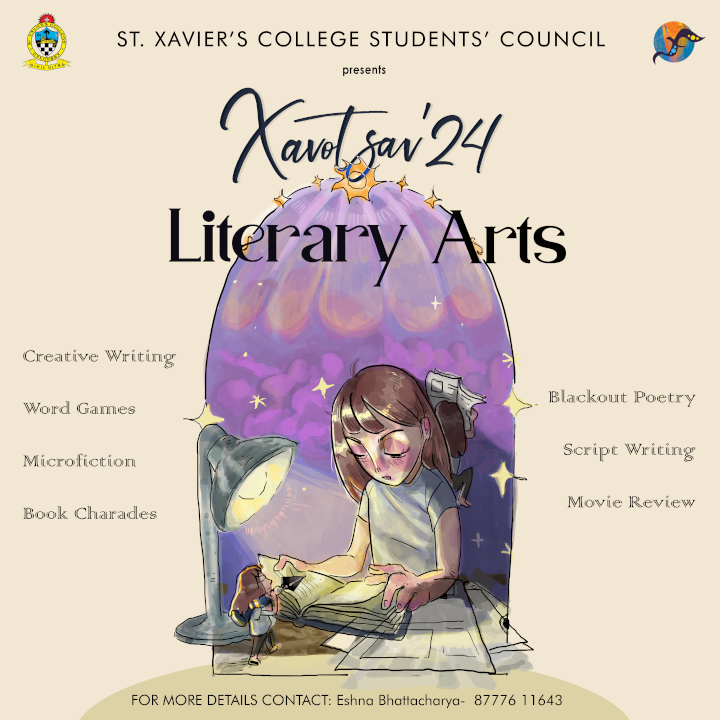 ST. XAVIER'S COLLEGE STUDENTS' COUNCIL
presents
Xavotsav'24
Literary Arts
Creative Writing
Word Games
Microfiction
Book Charades
Blackout Poetry
Script Writing
Movie Review
FOR MORE DETAILS CONTACT: Eshna Bhattacharya- 87776 11643